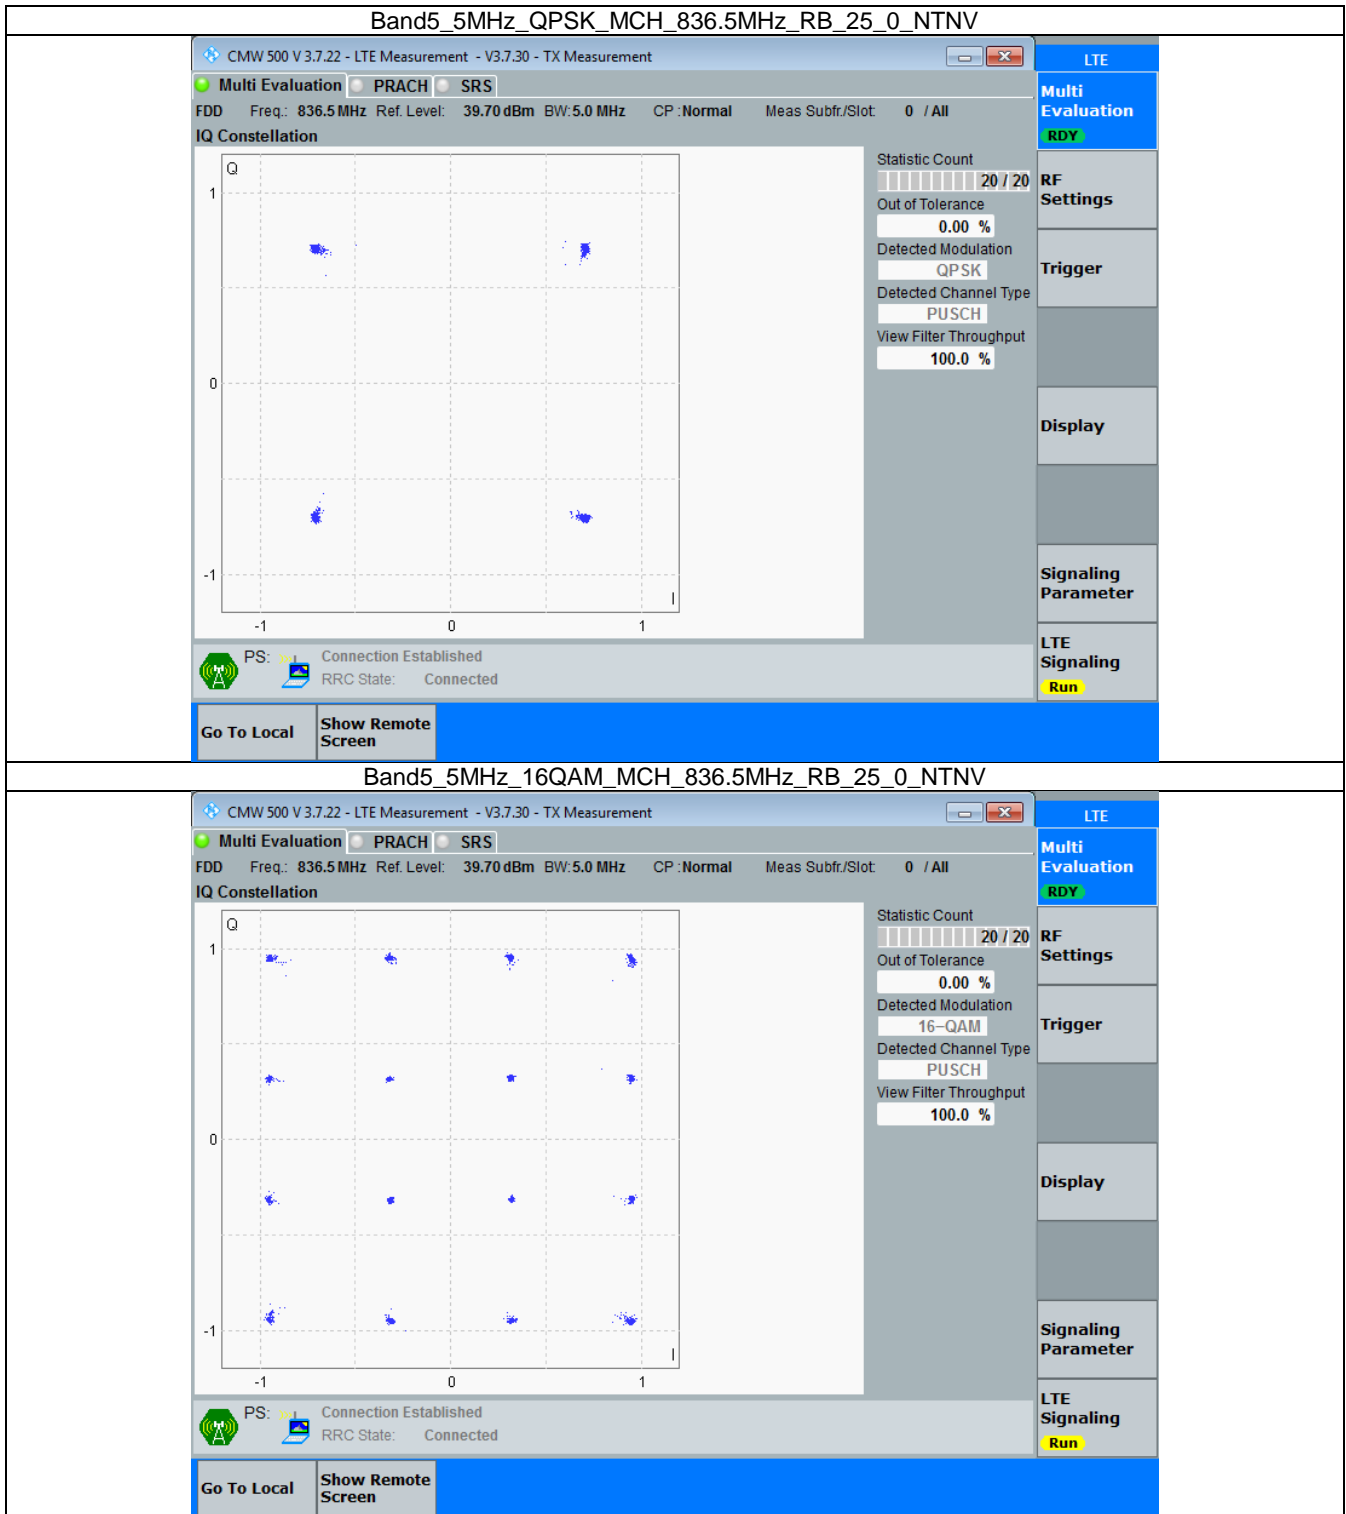 Band5_5MHz_QPSK_MCH_836.5MHz_RB_25_0_NTNV
CMW 500 V 3.7.22 - LTE Measurement - V3.7.30 - TX Measurement
LTE
Multi Evaluation PRACH SRS
Multi
Evaluation
RDY
FDD Freq.: 836.5 MHz Ref. Level: 39.70 dBm BW: 5.0 MHz CP : Normal Meas Subfr./Slot: 0 / All
IQ Constellation
Q
1
0
-1
I
-1 0 1
Statistic Count
20 / 20
Out of Tolerance
0.00 %
Detected Modulation
QPSK
Detected Channel Type
PUSCH
View Filter Throughput
100.0 %
RF
Settings
Trigger
Display
Signaling
Parameter
LTE
Signaling
Run
PS: Connection Established
RRC State: Connected
Go To Local
Show Remote
Screen
Band5_5MHz_16QAM_MCH_836.5MHz_RB_25_0_NTNV
CMW 500 V 3.7.22 - LTE Measurement - V3.7.30 - TX Measurement
LTE
Multi Evaluation PRACH SRS
Multi
Evaluation
RDY
FDD Freq.: 836.5 MHz Ref. Level: 39.70 dBm BW: 5.0 MHz CP : Normal Meas Subfr./Slot: 0 / All
IQ Constellation
Q
1
0
-1
I
-1 0 1
Statistic Count
20 / 20
Out of Tolerance
0.00 %
Detected Modulation
16-QAM
Detected Channel Type
PUSCH
View Filter Throughput
100.0 %
RF
Settings
Trigger
Display
Signaling
Parameter
LTE
Signaling
Run
PS: Connection Established
RRC State: Connected
Go To Local
Show Remote
Screen